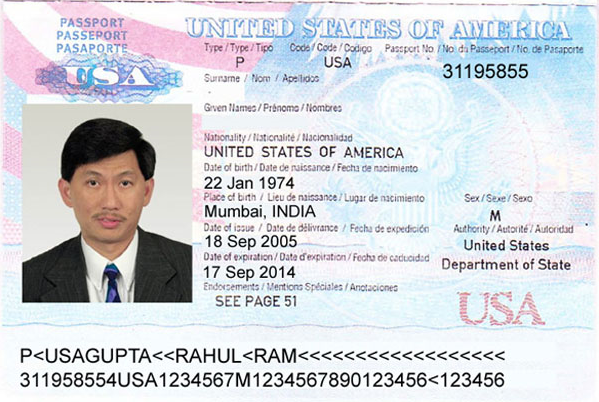 PASSPORT
PASSEPORT
PASAPORTE
USA
UNITED STATES OF AMERICA
Type / Type / Tipo Code / Code / Codigo Passport No / No. du Passeport / No. de Pasaporte
P USA 31195855
Surname / Nom / Apellidos
Given Names / Prénoms / Nombres
Nationality / Nationalité / Nacionalidad
UNITED STATES OF AMERICA
Date of birth / Date de naissance / Fecha de nacimiento
22 Jan 1974
Place of birth / Lieu de naissance / Lugar de nacimiento Sex / Sexe / Sexo
Mumbai, INDIA M
Date of issue / Date de délivrance / Fecha de expedición Authority / Autorité / Autoridad
18 Sep 2005 United States
Date of expiration / Date d'expiration / Fecha de caducidad Department of State
17 Sep 2014
Endorsements / Mentions Spéciales / Anotaciones
SEE PAGE 51
USA
P<USAGUPTA<<RAHUL<RAM<<<<<<<<<<<<<<<<<<
311958554USA1234567M1234567890123456<123456